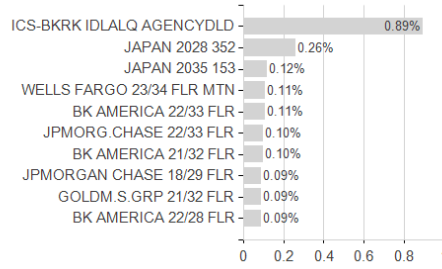 ICS-BKRK IDLALQ AGENCYDLD 0.89%
JAPAN 2028 352 0.26%
JAPAN 2035 153 0.12%
WELLS FARGO 23/34 FLR MTN 0.11%
BK AMERICA 22/33 FLR 0.11%
JPMORG.CHASE 22/33 FLR 0.10%
BK AMERICA 21/32 FLR 0.10%
JPMORGAN CHASE 18/29 FLR 0.09%
GOLDM.S.GRP 21/32 FLR 0.09%
BK AMERICA 22/28 FLR 0.09%
0 0.2 0.4 0.6 0.8